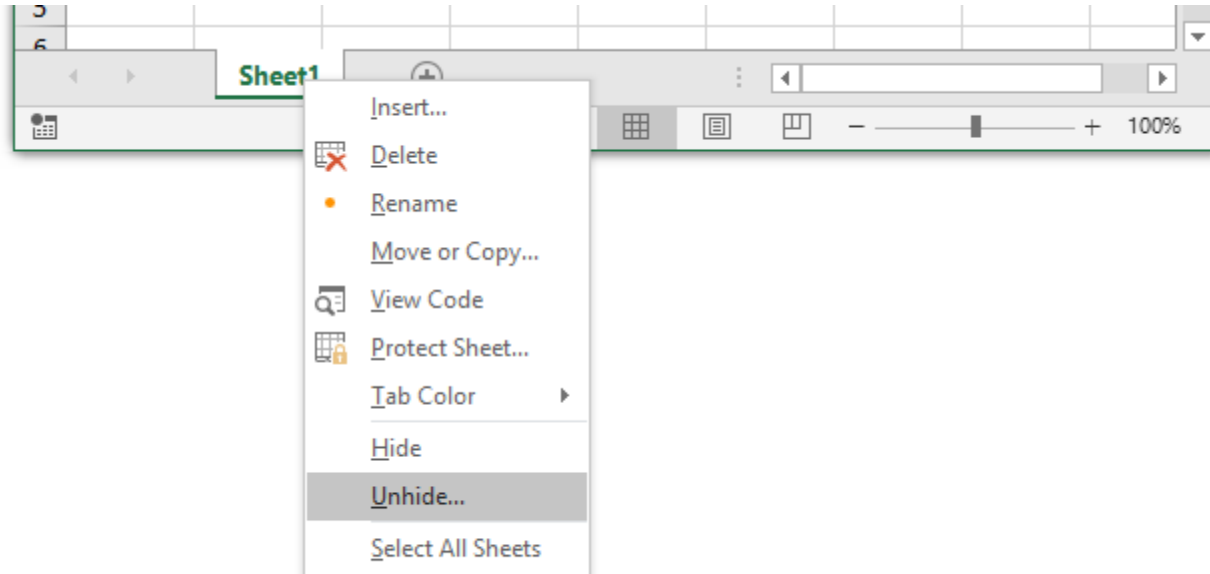 5
6
Sheet1
Insert...
100%
Delete
Rename
Move or Copy...
View Code
Protect Sheet...
Tab Color
Hide
Unhide...
Select All Sheets